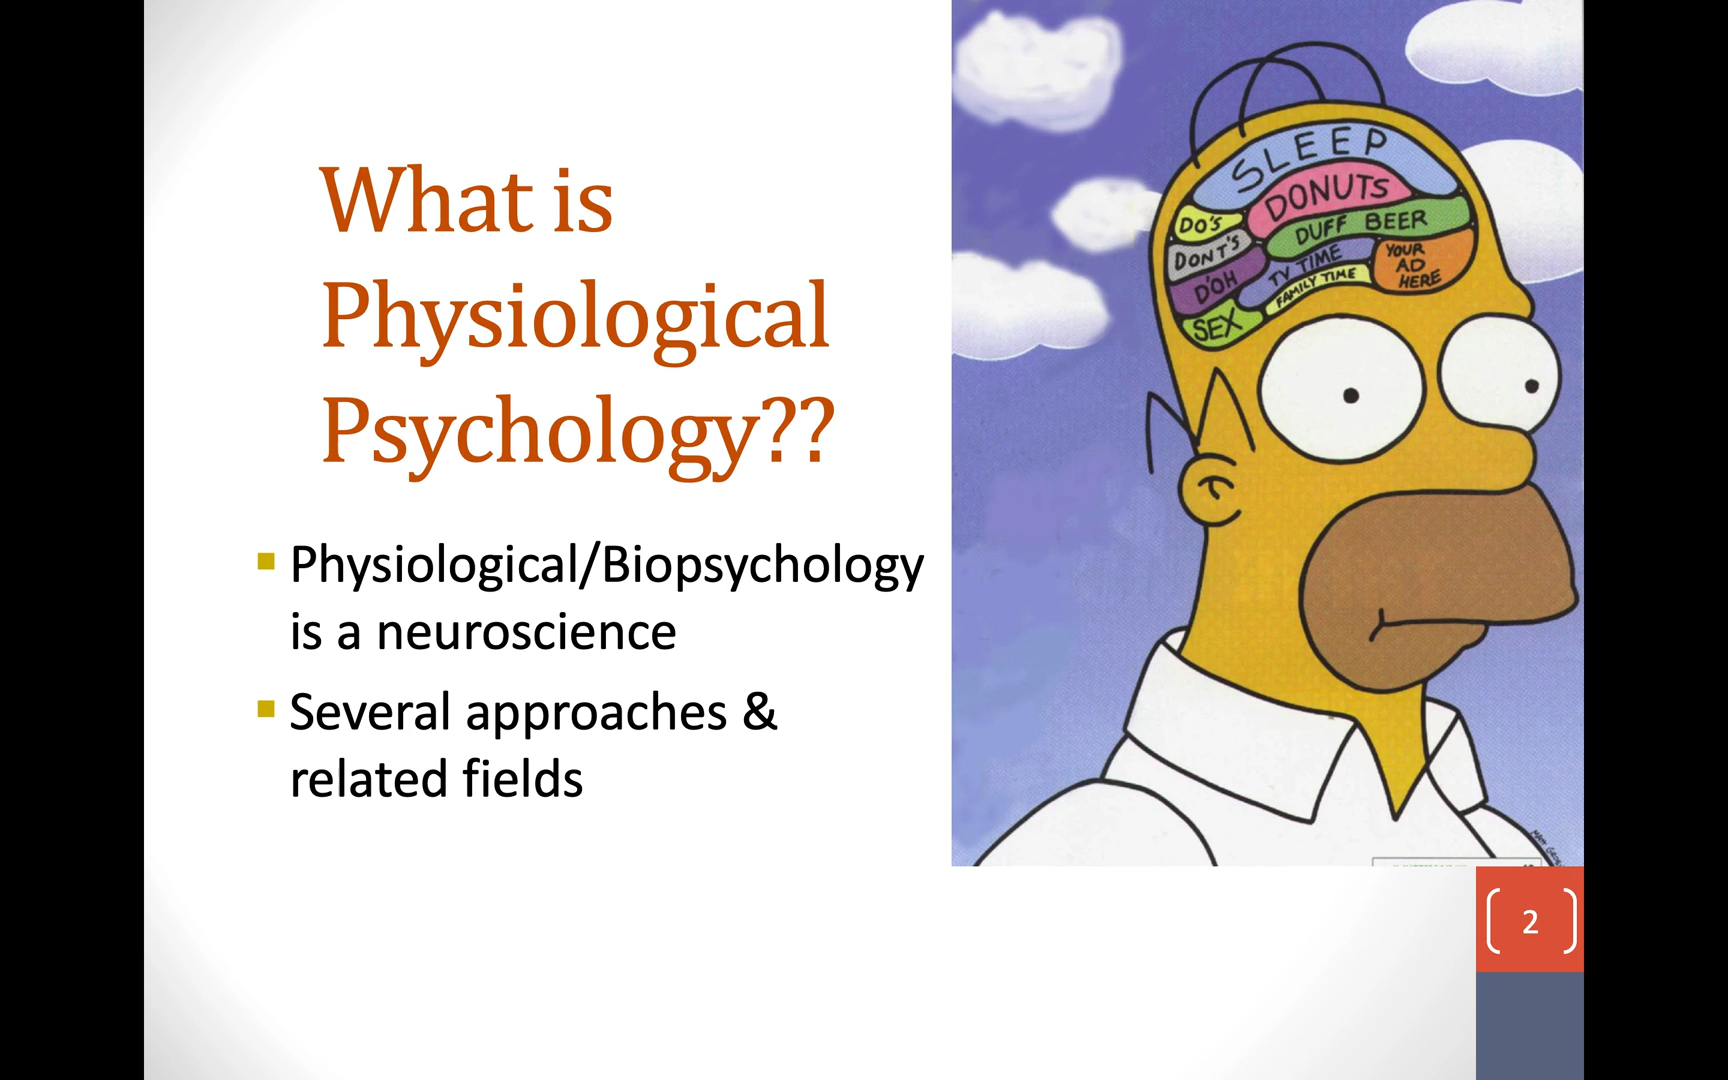 What is
Physiological
Psychology??
Physiological/Biopsychology
is a neuroscience
Several approaches &
related fields
SLEEP
DONUTS
DO'S
DUFF BEER
DONT'S
TV TIME
YOUR
AD
HERE
D'OH
FAMILY TIME
SEX
2